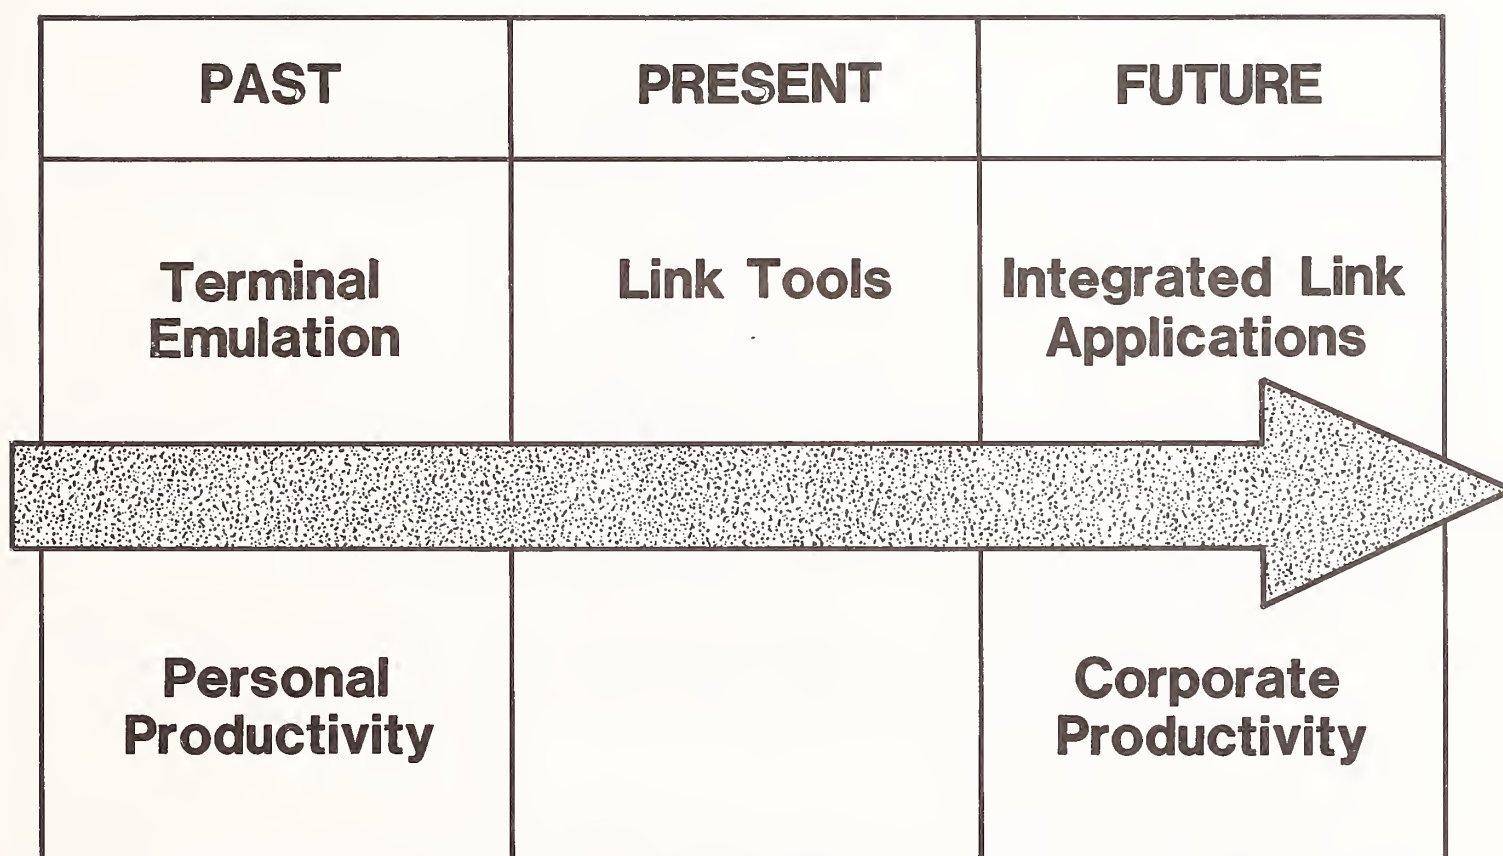 PAST
PRESENT
FUTURE
Terminal
Emulation
Link Tools
Integrated Link
Applications
Personal
Productivity
Corporate
Productivity